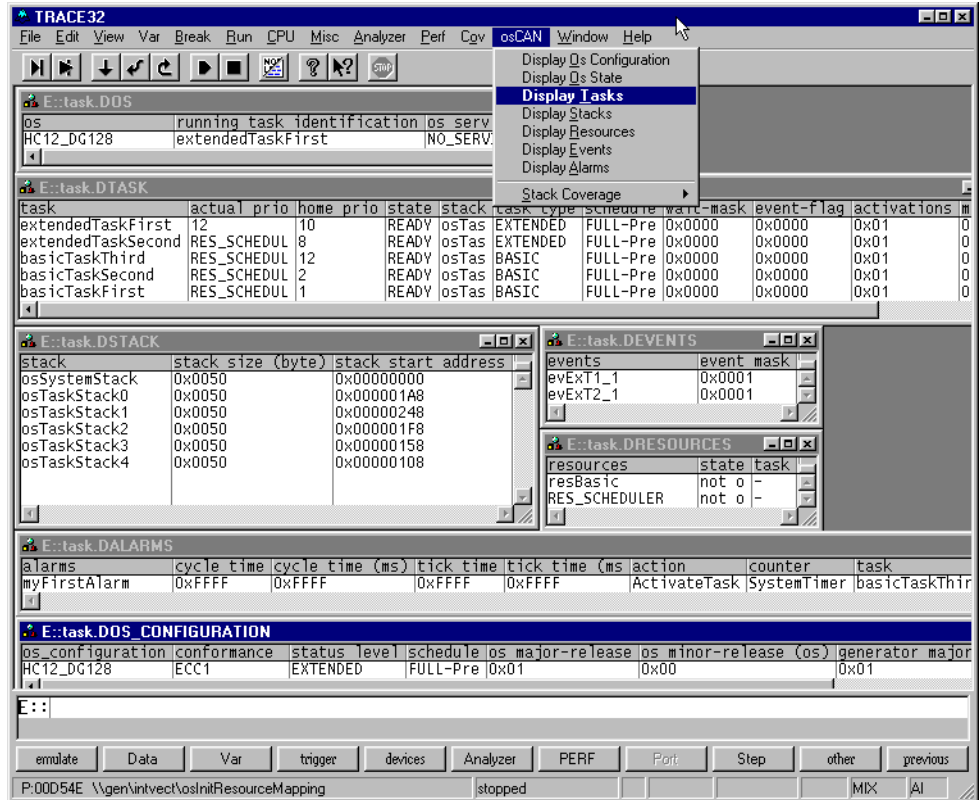 TRACE32
File Edit View Var Break Run CPU Misc Analyzer Perf Cov osCAN Window Help
Display Os Configuration
Display Os State
Display Tasks
Display Stacks
Display Resources
Display Events
Display Alarms
Stack Coverage
E::task.DOS
os running task identification os serv
HC12_DG128 extendedTaskFirst NO_SERV
E::task.DTASK
task actual prio home prio state stack task type schedule wait-mask event-flag activations m
extendedTaskFirst 12 10 READY osTas EXTENDED FULL-Pre 0x0000 0x0000 0x01 0
extendedTaskSecond RES_SCHEDUL 8 READY osTas EXTENDED FULL-Pre 0x0000 0x0000 0x01 0
basicTaskThird RES_SCHEDUL 12 READY osTas BASIC FULL-Pre 0x0000 0x0000 0x01 0
basicTaskSecond RES_SCHEDUL 2 READY osTas BASIC FULL-Pre 0x0000 0x0000 0x01 0
basicTaskFirst RES_SCHEDUL 1 READY osTas BASIC FULL-Pre 0x0000 0x0000 0x01 0
E::task.DSTACK
stack stack size (byte) stack start address
osSystemStack 0x0050 0x00000000
osTaskStack0 0x0050 0x000001A8
osTaskStack1 0x0050 0x00000248
osTaskStack2 0x0050 0x000001F8
osTaskStack3 0x0050 0x00000158
osTaskStack4 0x0050 0x00000108
E::task.DEVENTS
events event mask
evExT1_1 0x0001
evExT2_1 0x0001
E::task.DRESOURCES
resources state task
resBasic not o -
RES_SCHEDULER not o -
E::task.DALARMS
alarms cycle time cycle time (ms) tick time tick time (ms action counter task
myFirstAlarm 0xFFFF 0xFFFF 0xFFFF 0xFFFF ActivateTask SystemTimer basicTaskThir
E::task.DOS_CONFIGURATION
os_configuration conformance status level schedule os major-release os minor-release (os) generator major
HC12_DG128 ECC1 EXTENDED FULL-Pre 0x01 0x00 0x01
E::
emulate Data Var trigger devices Analyzer PERF Port Step other previous
P:00D54E \\gen\intvect\osInitResourceMapping stopped MIX AI